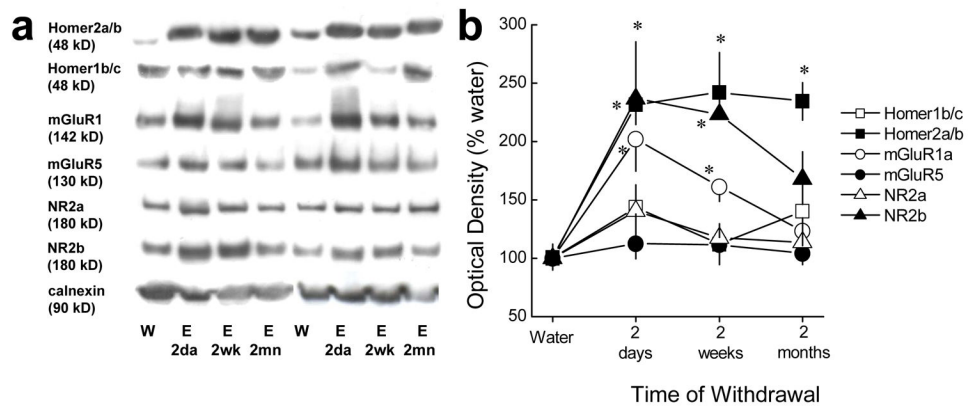 a
Homer2a/b
(48 kD)
Homer1b/c
(48 kD)
mGluR1
(142 kD)
mGluR5
(130 kD)
NR2a
(180 kD)
NR2b
(180 kD)
calnexin
(90 kD)
W E E E W E E E
2da 2wk 2mn 2da 2wk 2mn
b
Optical Density (% water)
300
250
200
150
100
50
* * *
* *
* *
Water 2 days 2 weeks 2 months
Time of Withdrawal
Homer1b/c
Homer2a/b
mGluR1a
mGluR5
NR2a
NR2b